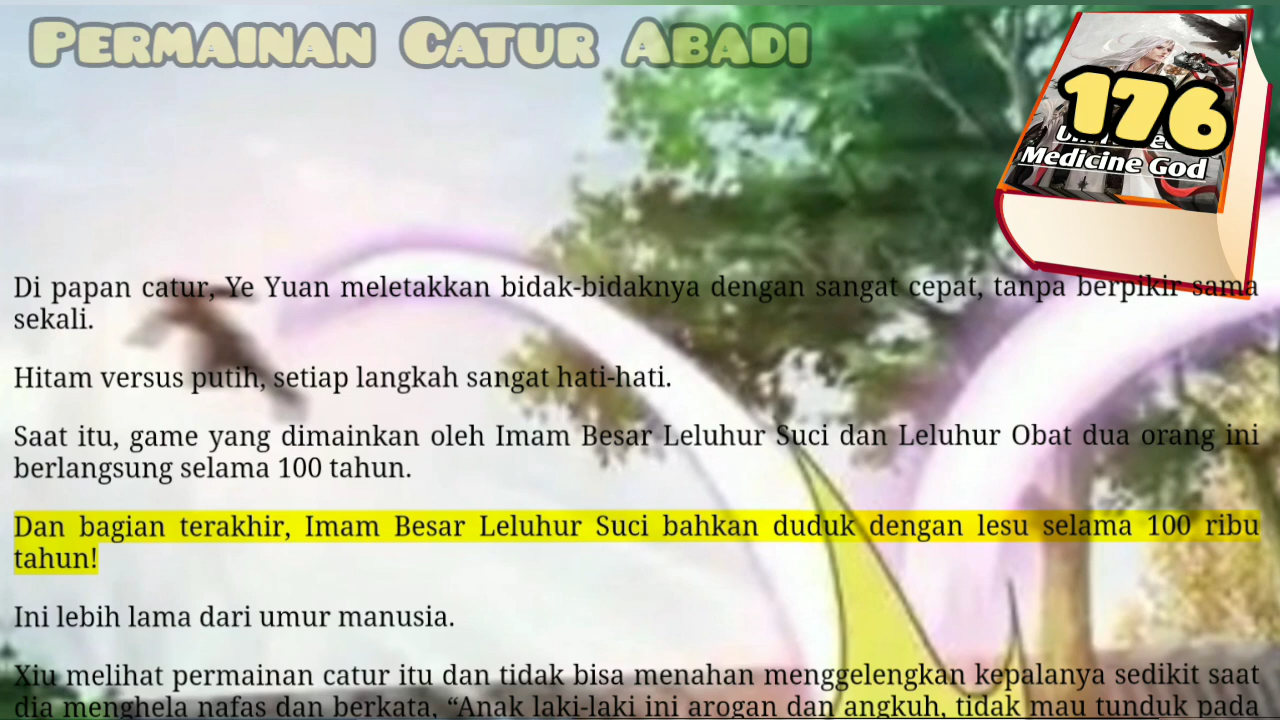 Permainan Catur Abadi
176
Medicine God
Di papan catur, Ye Yuan meletakkan bidak-bidaknya dengan sangat cepat, tanpa berpikir sama
sekali.
Hitam versus putih, setiap langkah sangat hati-hati.
Saat itu, game yang dimainkan oleh Imam Besar Leluhur Suci dan Leluhur Obat dua orang ini
berlangsung selama 100 tahun.
Dan bagian terakhir, Imam Besar Leluhur Suci bahkan duduk dengan lesu selama 100 ribu
tahun!
Ini lebih lama dari umur manusia.
Xiu melihat permainan catur itu dan tidak bisa menahan menggelengkan kepalanya sedikit saat
dia menghela nafas dan berkata, “Anak laki-laki ini arogan dan angkuh, tidak mau tunduk pada